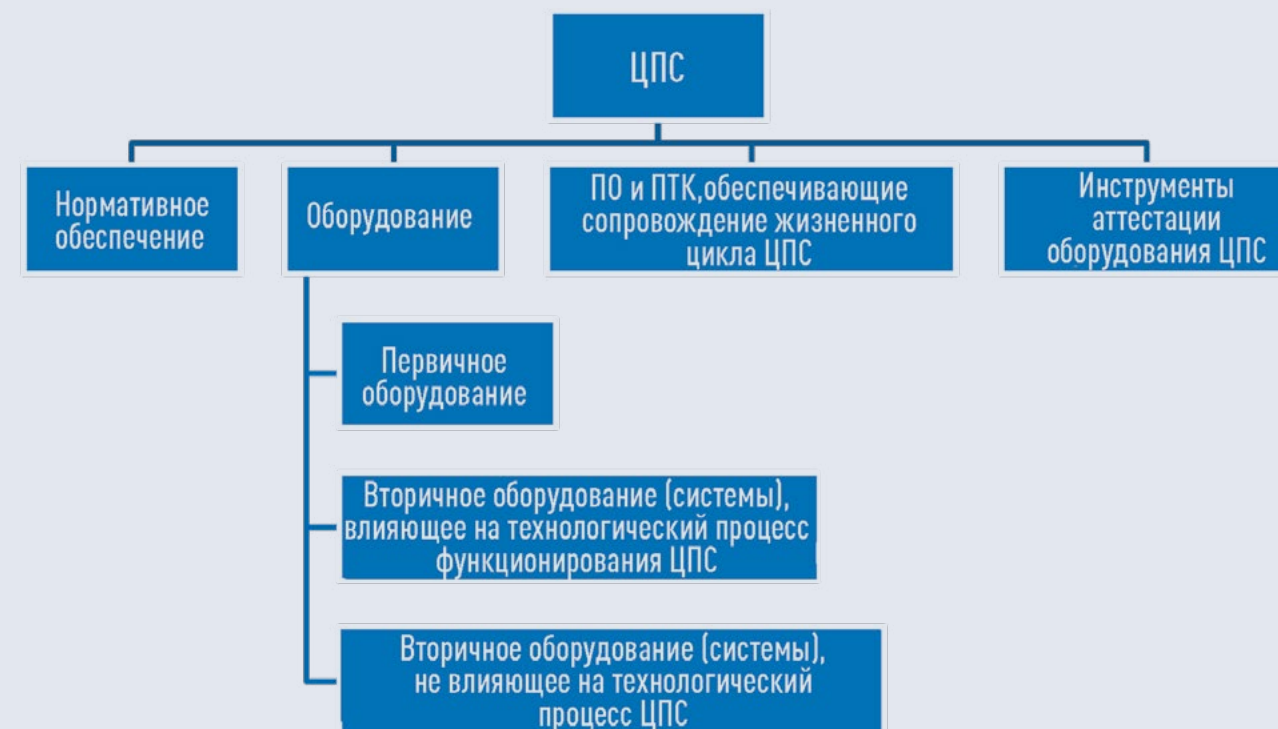 ЦПС
Нормативное
обеспечение
Оборудование
ПО и ПТК,обеспечивающие
сопровождение жизненного
цикла ЦПС
Инструменты
аттестации
оборудования ЦПС
Первичное
оборудование
Вторичное оборудование (системы),
влияющее на технологический процесс
функционирования ЦПС
Вторичное оборудование (системы),
не влияющее на технологический
процесс ЦПС